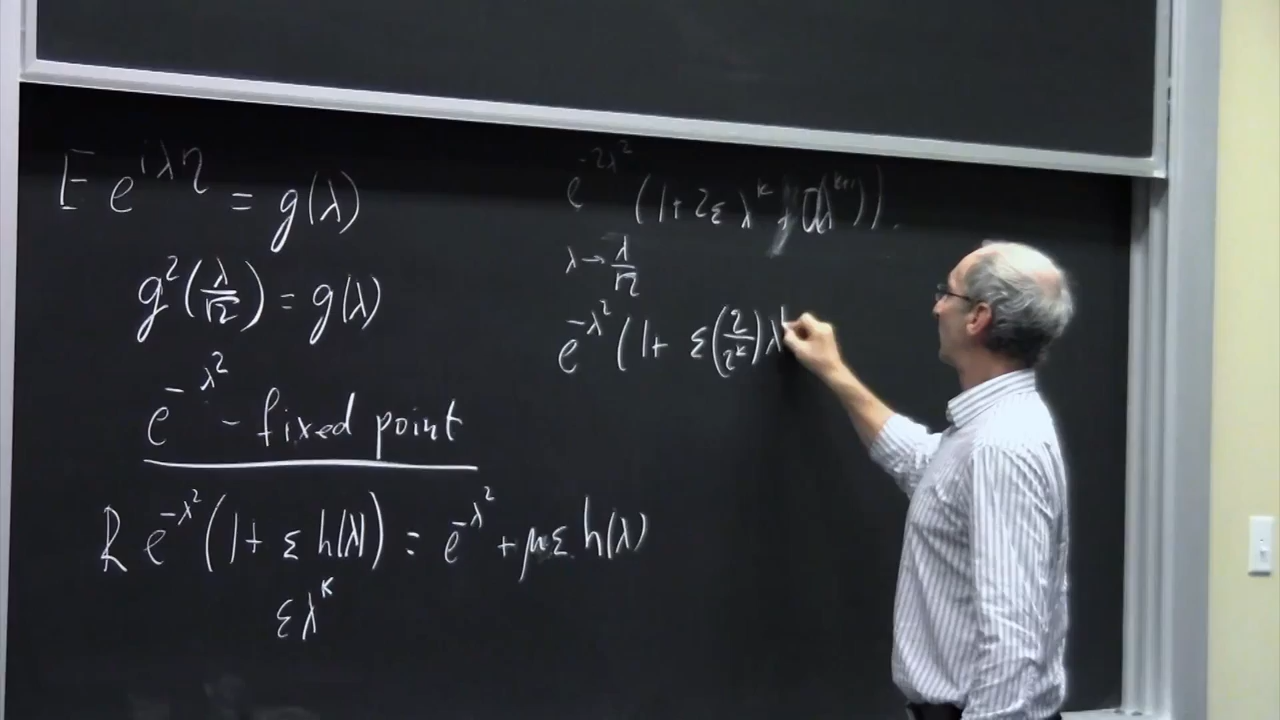 E e^{iλη} = g(λ)
g²(λ/√2) = g(λ)
e^{-λ²} - fixed point
R e^{-λ²} (1 + ε h(λ)) = e^{-λ²} + με h(λ)
ελ^k
e^{-2λ²} (1 + 2ε λ^k + O(λ^{k+1})).
λ → λ/√2
e^{-λ²} (1 + ε(2/2^k) λ